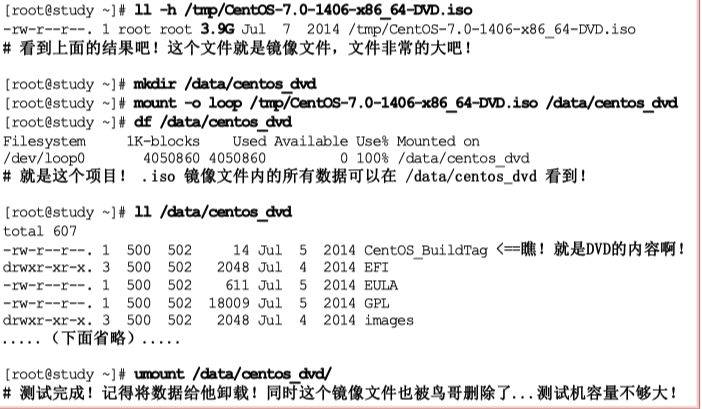 [root@study ~]# ll -h /tmp/CentOS-7.0-1406-x86_64-DVD.iso
-rw-r--r--. 1 root root 3.9G Jul  7  2014 /tmp/CentOS-7.0-1406-x86_64-DVD.iso
# 看到上面的结果吧！这个文件就是镜像文件，文件非常的大吧！
[root@study ~]# mkdir /data/centos_dvd
[root@study ~]# mount -o loop /tmp/CentOS-7.0-1406-x86_64-DVD.iso /data/centos_dvd
[root@study ~]# df /data/centos_dvd
Filesystem     1K-blocks    Used Available Use% Mounted on
/dev/loop0       4050860 4050860         0 100% /data/centos_dvd
# 就是这个项目！ .iso 镜像文件内的所有数据可以在 /data/centos_dvd 看到！
[root@study ~]# ll /data/centos_dvd
total 607
-rw-r--r--. 1  500  502    14 Jul  5  2014 CentOS_BuildTag <==瞧！就是DVD的内容啊！
drwxr-xr-x. 3  500  502  2048 Jul  4  2014 EFI
-rw-r--r--. 1  500  502   611 Jul  5  2014 EULA
-rw-r--r--. 1  500  502 18009 Jul  5  2014 GPL
drwxr-xr-x. 3  500  502  2048 Jul  4  2014 images
.....（下面省略）.....
[root@study ~]# umount /data/centos_dvd/
# 测试完成！记得将数据给他卸载！同时这个镜像文件也被鸟哥删除了...测试机容量不够大！